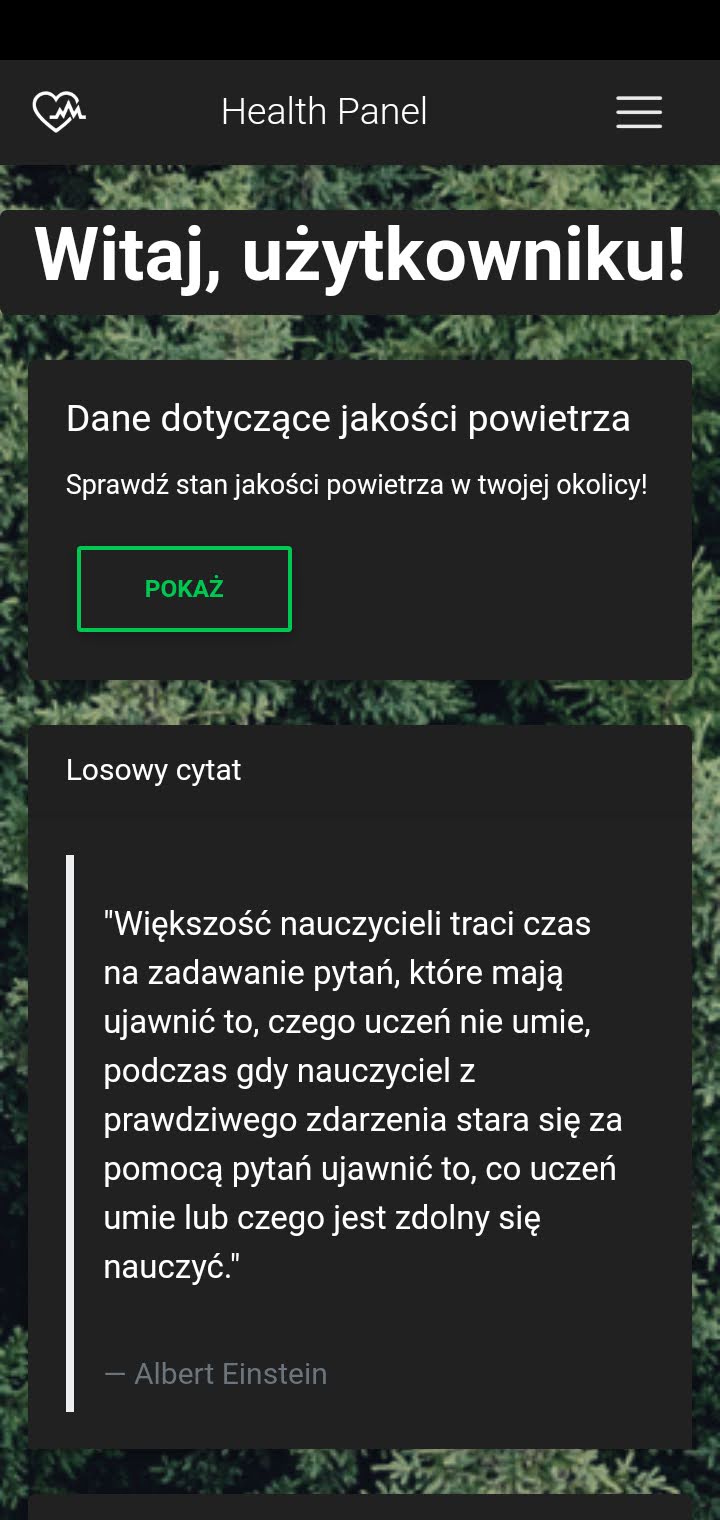 Health Panel
Witaj, użytkowniku!
Dane dotyczące jakości powietrza
Sprawdź stan jakości powietrza w twojej okolicy!
POKAŻ
Losowy cytat
"Większość nauczycieli traci czas
na zadawanie pytań, które mają
ujawnić to, czego uczeń nie umie,
podczas gdy nauczyciel z
prawdziwego zdarzenia stara się za
pomocą pytań ujawnić to, co uczeń
umie lub czego jest zdolny się
nauczyć."
— Albert Einstein